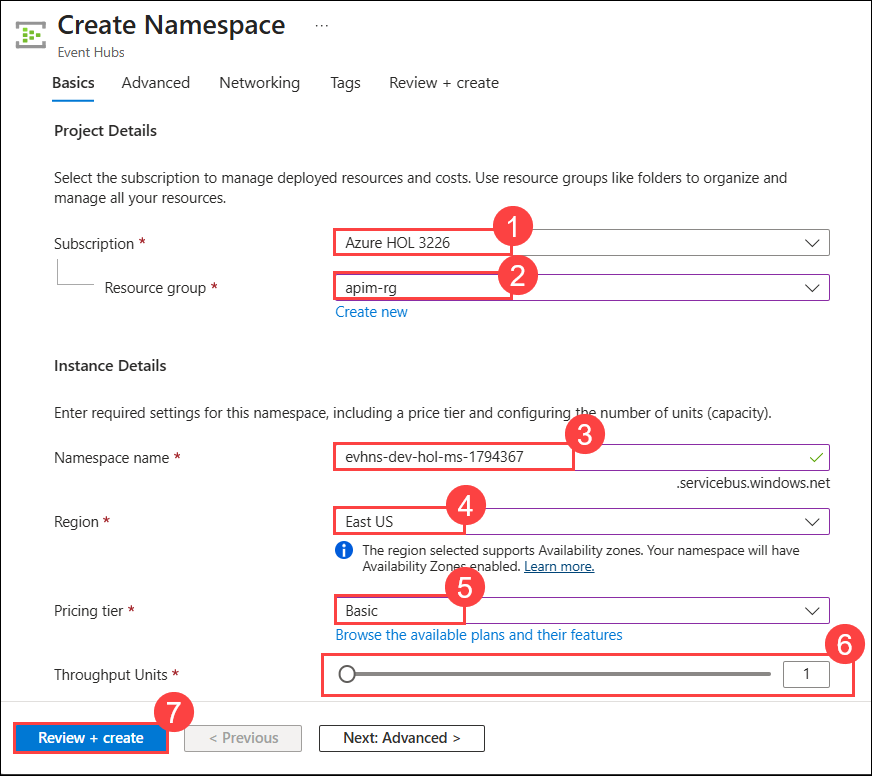 Create Namespace ...
Event Hubs
Basics Advanced Networking Tags Review + create
Project Details
Select the subscription to manage deployed resources and costs. Use resource groups like folders to organize and
manage all your resources.
1
Subscription * Azure HOL 3226
2
Resource group * apim-rg
Create new
Instance Details
Enter required settings for this namespace, including a price tier and configuring the number of units (capacity).
3
Namespace name * evhns-dev-hol-ms-1794367
.servicebus.windows.net
4
Region * East US
The region selected supports Availability zones. Your namespace will have
Availability Zones enabled. Learn more.
5
Pricing tier * Basic
Browse the available plans and their features
6
Throughput Units * 1
7
Review + create < Previous Next: Advanced >